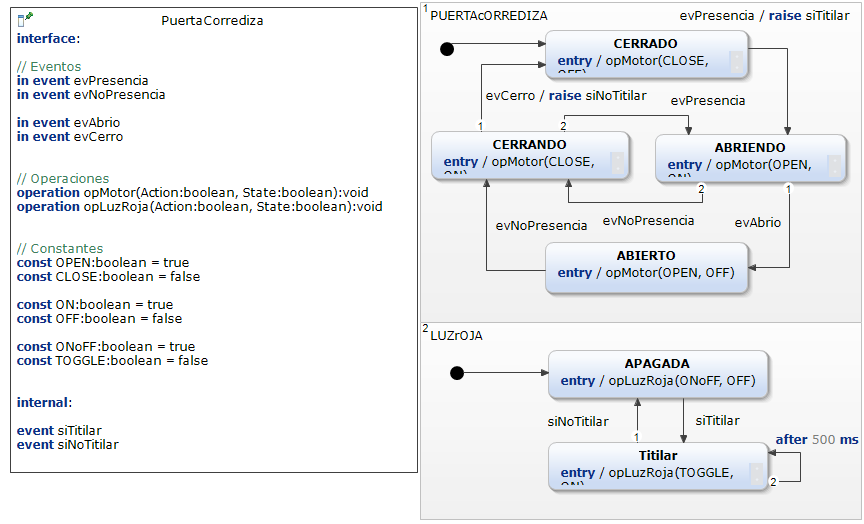 PuertaCorrediza
interface:
// Eventos
in event evPresencia
in event evNoPresencia
in event evAbrio
in event evCerro
// Operaciones
operation opMotor(Action:boolean, State:boolean):void
operation opLuzRoja(Action:boolean, State:boolean):void
// Constantes
const OPEN:boolean = true
const CLOSE:boolean = false
const ON:boolean = true
const OFF:boolean = false
const ONoFF:boolean = true
const TOGGLE:boolean = false
internal:
event siTitilar
event siNoTitilar
1
PUERTAcORREDIZA
evPresencia / raise siTitilar
CERRADO
entry / opMotor(CLOSE,
OFF)
evCerro / raise siNoTitilar
evPresencia
1
2
CERRANDO
entry / opMotor(CLOSE,
ON)
ABRIENDO
entry / opMotor(OPEN,
ON)
2
1
evNoPresencia
evNoPresencia
evAbrio
ABIERTO
entry / opMotor(OPEN, OFF)
2
LUZrOJA
APAGADA
entry / opLuzRoja(ONoFF, OFF)
siNoTitilar
siTitilar
1
after 500 ms
Titilar
entry / opLuzRoja(TOGGLE,
ON)
2